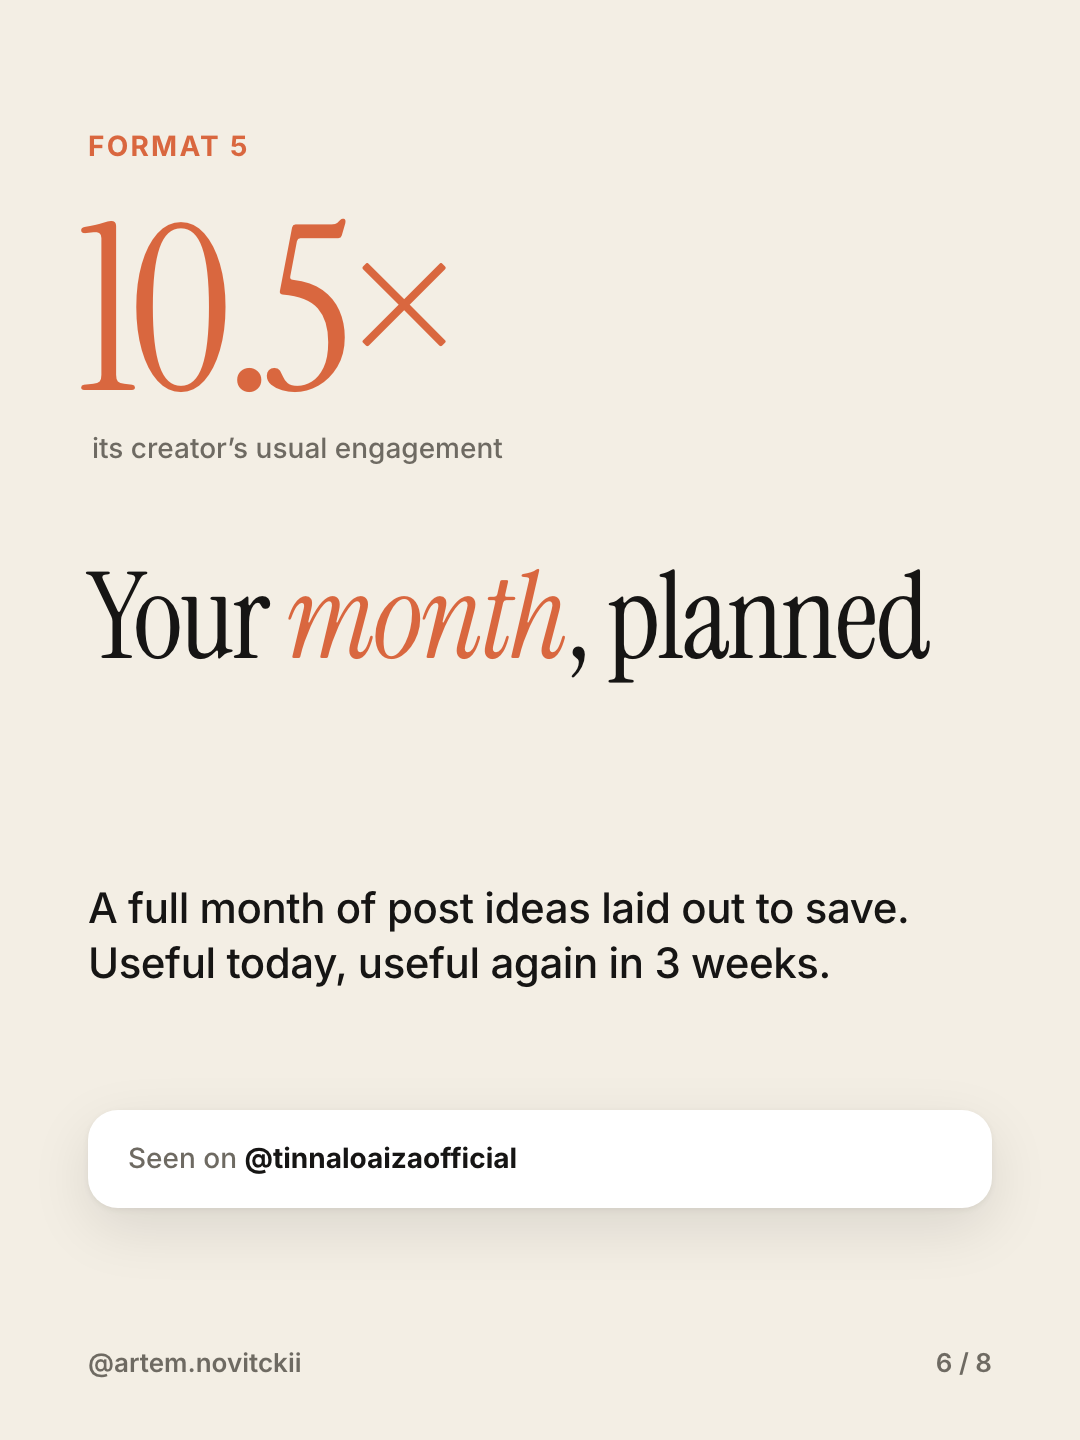 FORMAT 5
10.5×
its creator’s usual engagement
Your month, planned
A full month of post ideas laid out to save.
Useful today, useful again in 3 weeks.
Seen on @tinnaloaizaofficial
@artem.novitckii
6 / 8